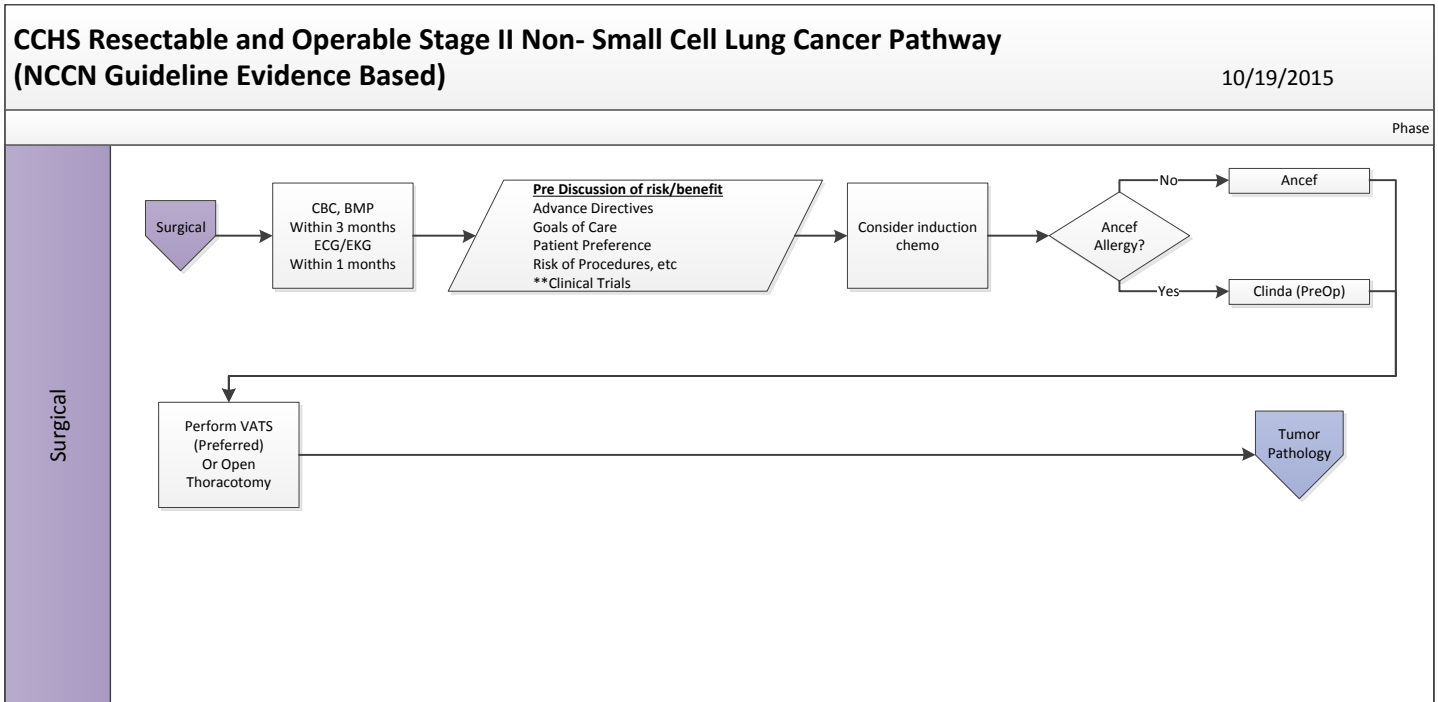 CCHS Resectable and Operable Stage II Non- Small Cell Lung Cancer Pathway
(NCCN Guideline Evidence Based)
10/19/2015
Phase
Surgical
Surgical
CBC, BMP
Within 3 months
ECG/EKG
Within 1 months
Pre Discussion of risk/benefit
Advance Directives
Goals of Care
Patient Preference
Risk of Procedures, etc
**Clinical Trials
Consider induction
chemo
Ancef
Allergy?
No
Ancef
Yes
Clinda (PreOp)
Perform VATS
(Preferred)
Or Open
Thoracotomy
Tumor
Pathology